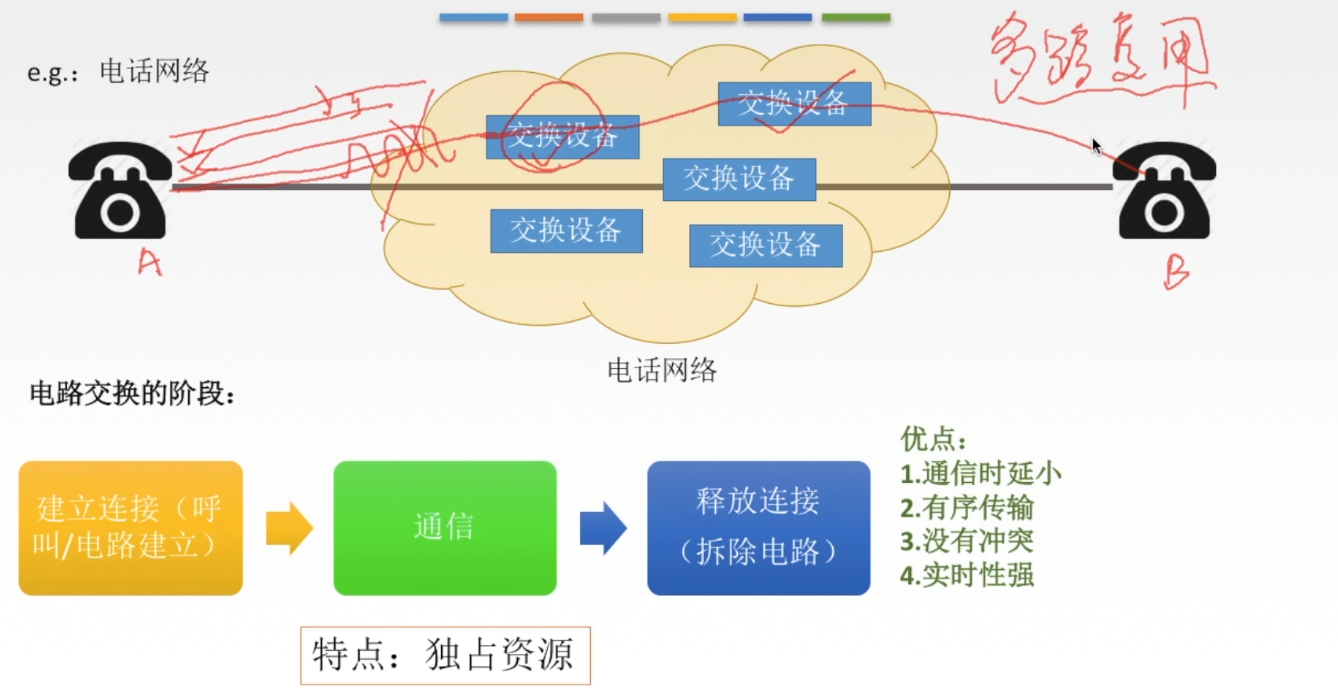 e.g.：电话网络
多路复用
交换设备
交换设备
交换设备
交换设备
交换设备
A
B
电话网络
电路交换的阶段：
建立连接（呼
叫/电路建立）
通信
释放连接
（拆除电路）
优点：
1.通信时延小
2.有序传输
3.没有冲突
4.实时性强
特点：独占资源